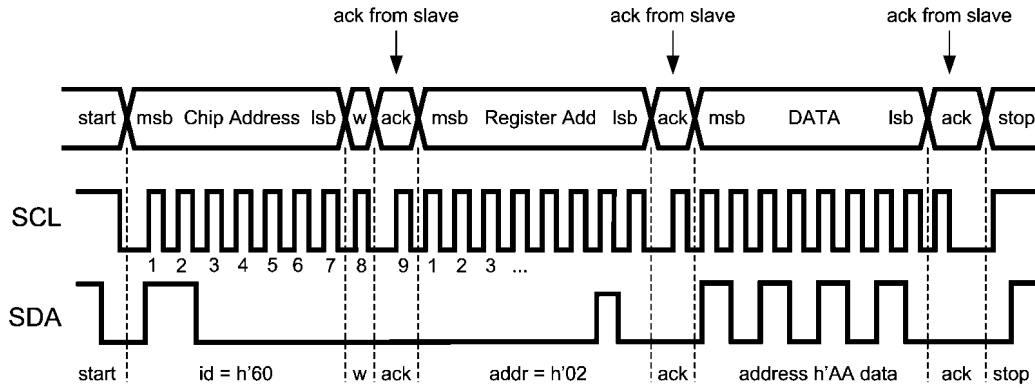 ack from slave ack from slave ack from slave
start msb Chip Address lsb w ack msb Register Add lsb ack msb DATA lsb ack stop
SCL
1 2 3 4 5 6 7 8 9 1 2 3 ...
SDA
start id = h'60 w ack addr = h'02 ack address h'AA data ack stop